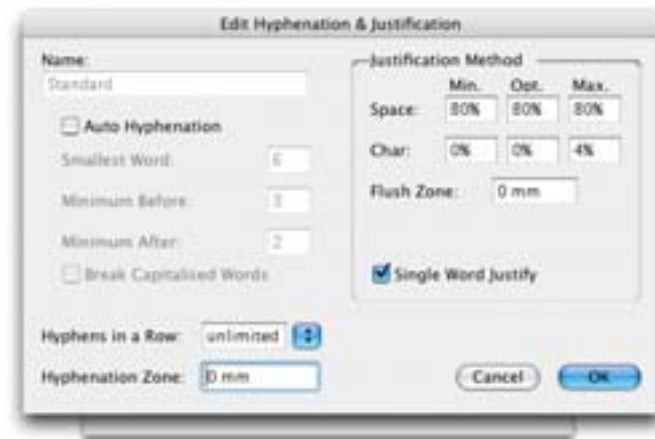 Edit Hyphenation & Justification
Name:
Standard
Auto Hyphenation
Smallest Word: 6
Minimum Before: 3
Minimum After: 2
Break Capitalised Words
Hyphens in a Row: unlimited
Hyphenation Zone: 0 mm
Justification Method
Min. Opt. Max.
Space: 80% 80% 80%
Char: 0% 0% 4%
Flush Zone: 0 mm
Single Word Justify
Cancel OK